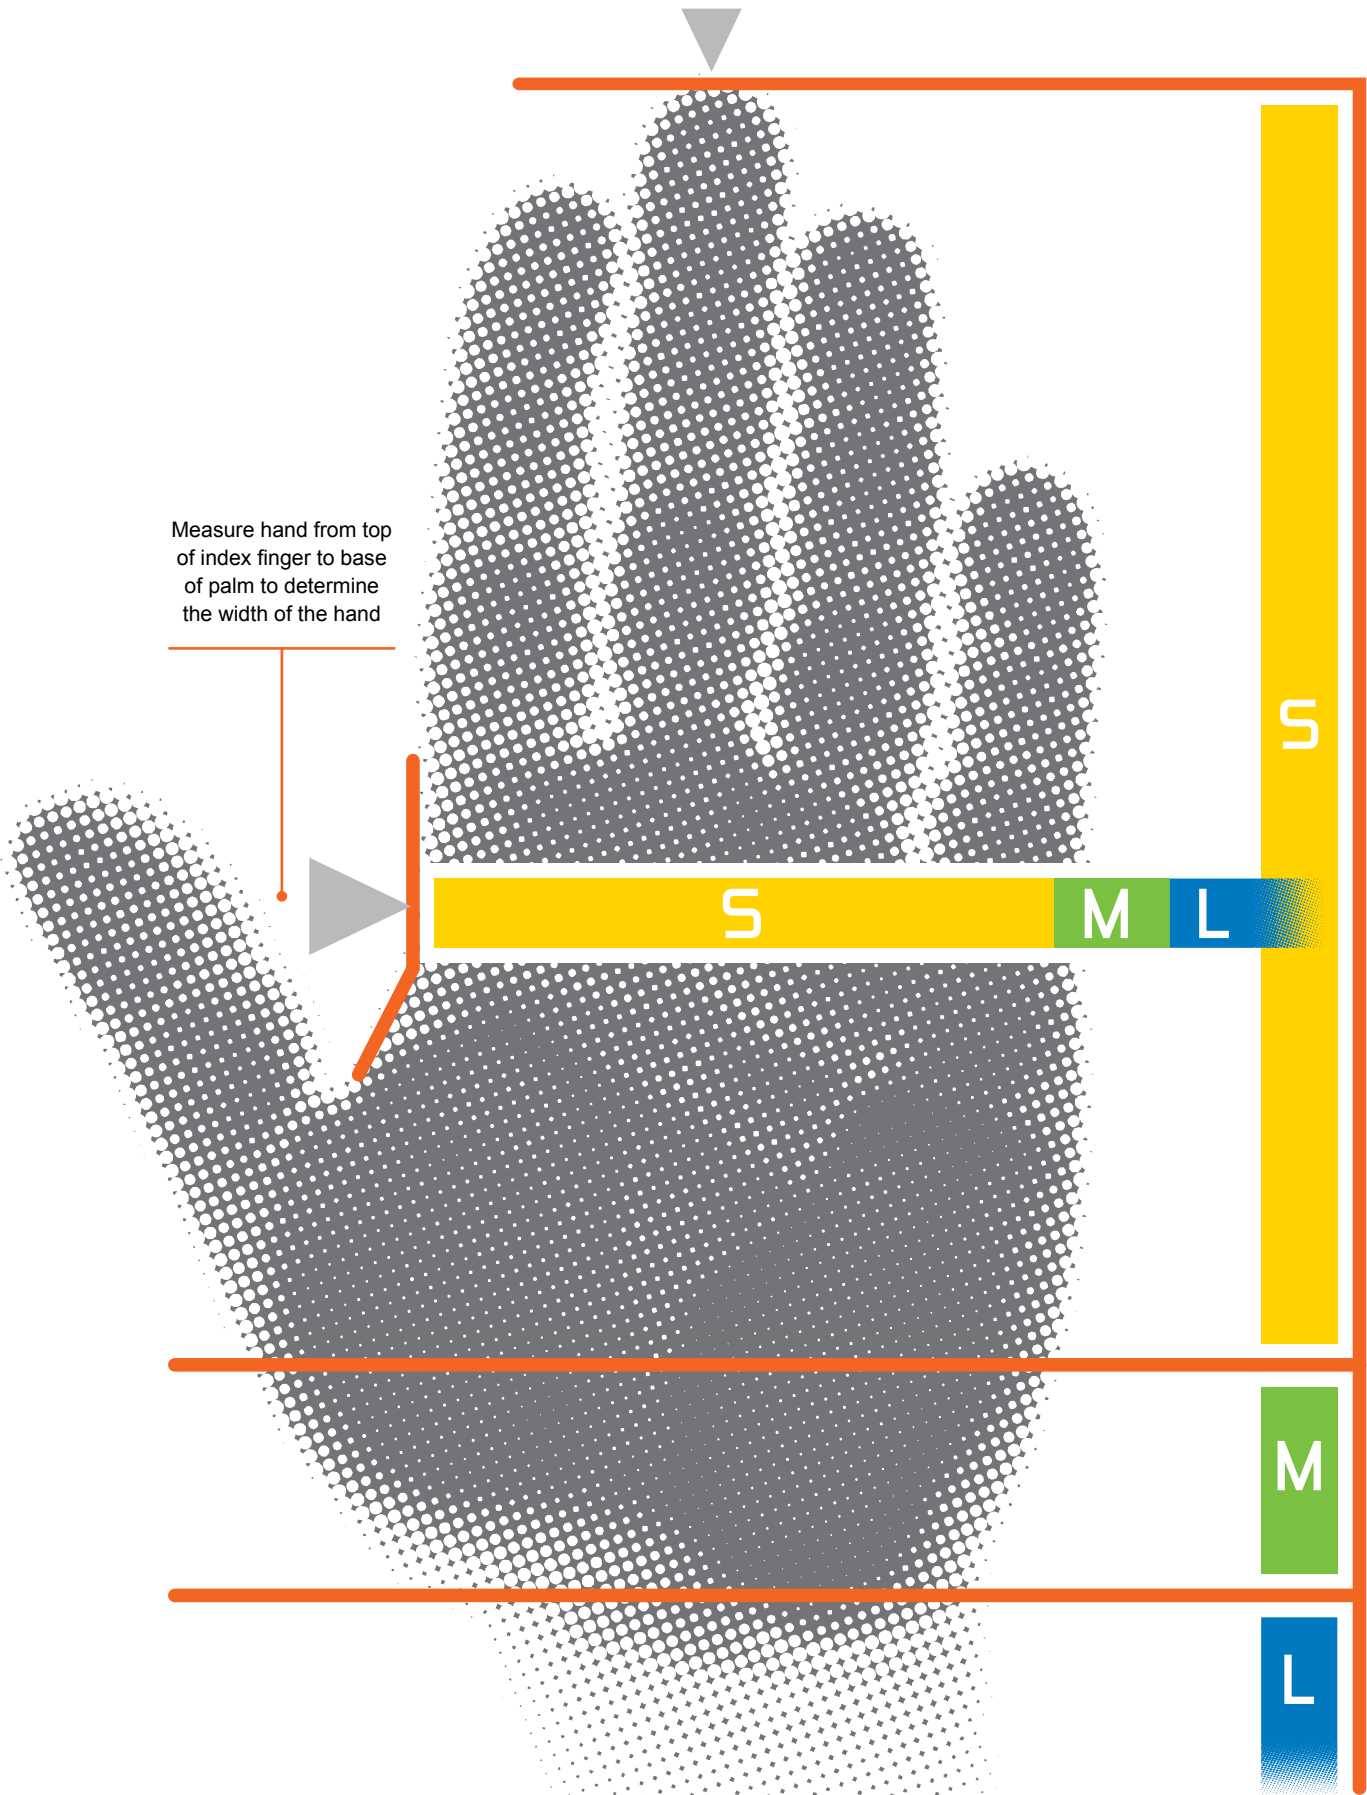 Measure hand from top
of index finger to base
of palm to determine
the width of the hand
S
S M L
M
L